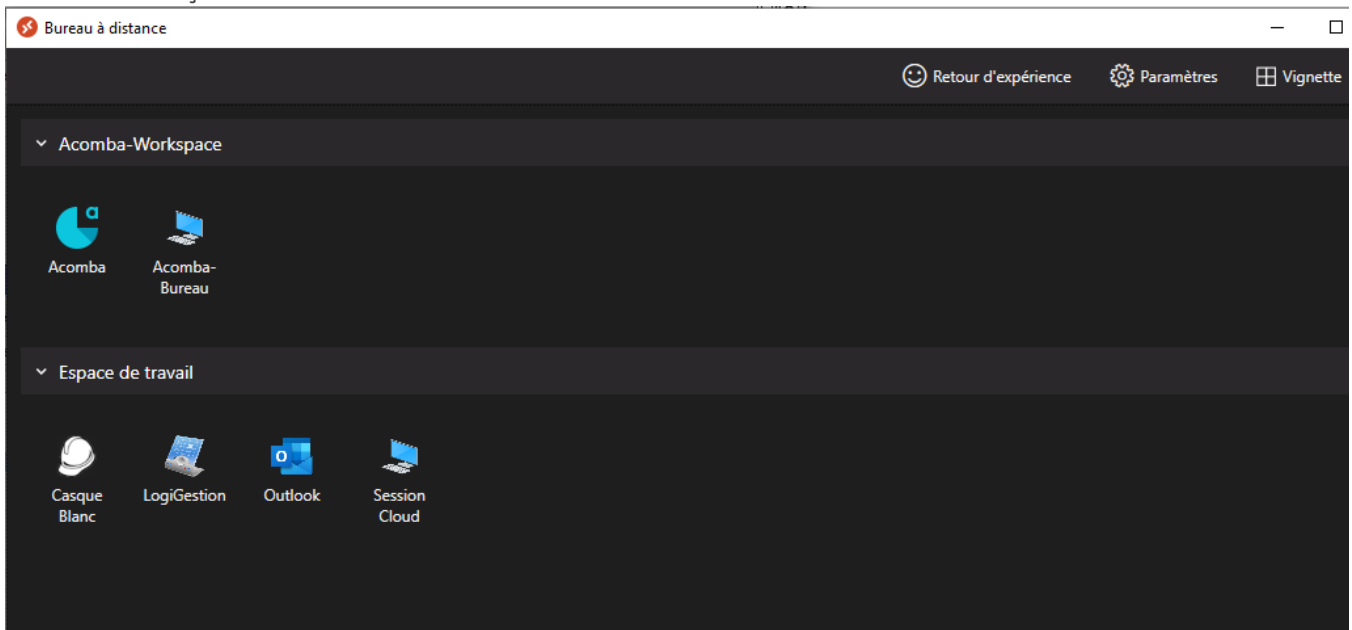 Bureau à distance
Retour d'expérience Paramètres Vignette
Acomba-Workspace
Acomba Acomba-
Bureau
Espace de travail
Casque LogiGestion Outlook Session
Blanc Cloud